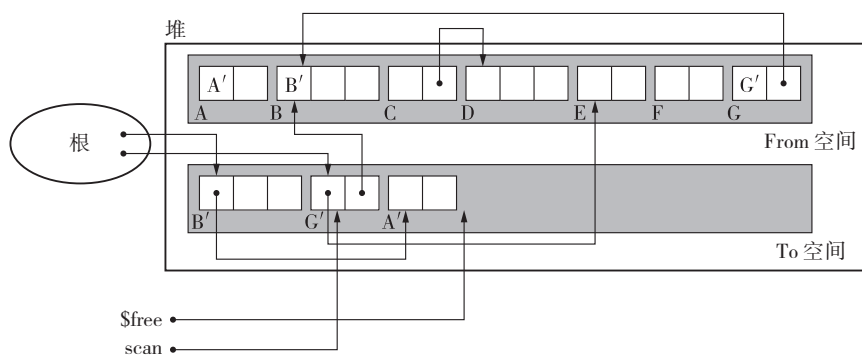 堆
A′ B′ G′
A B C D E F G
From 空间
根
B′ G′ A′
To 空间
$free
scan